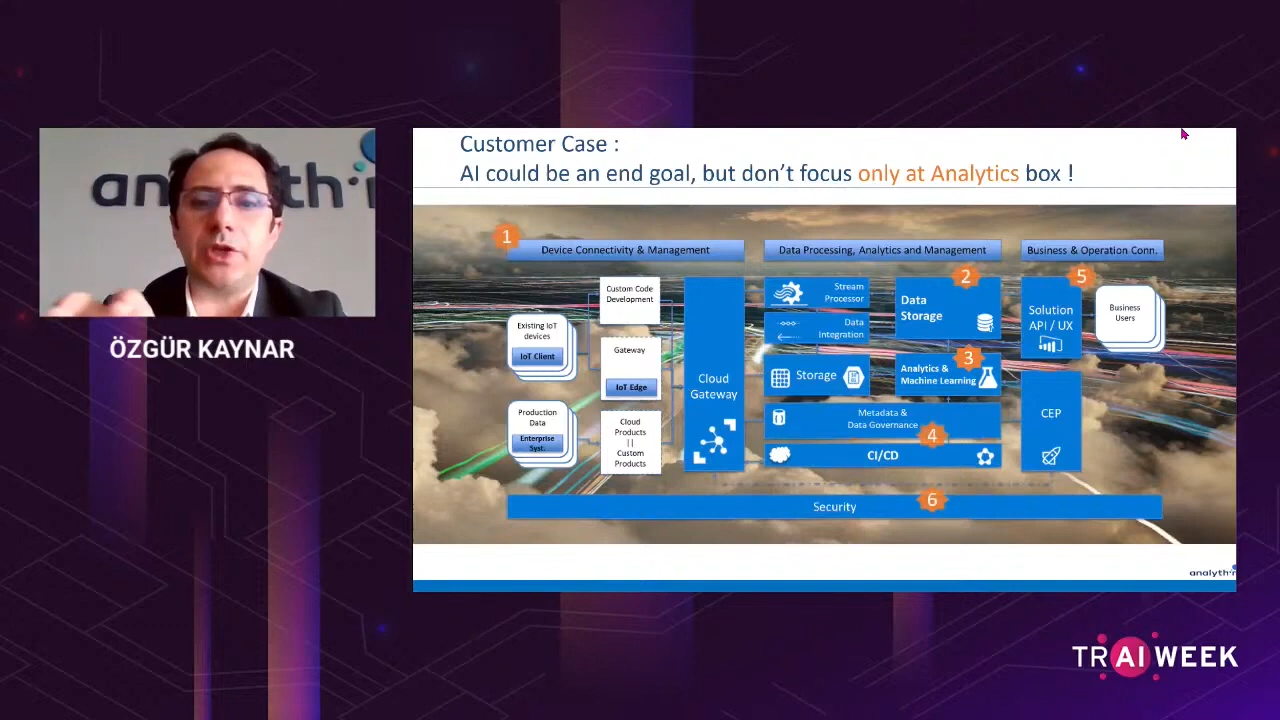 analyth
ÖZGÜR KAYNAR
Customer Case :
AI could be an end goal, but don't focus only at Analytics box !
1
Device Connectivity & Management
Existing IoT
devices
IoT Client
Production
Data
Enterprise
Syst.
Custom Code
Development
Gateway
IoT Edge
Cloud
Products
||
Custom
Products
Cloud
Gateway
Data Processing, Analytics and Management
Stream
Processor
Data
Integration
Storage
2
Data
Storage
3
Analytics &
Machine Learning
Metadata &
Data Governance
4
CI/CD
Business & Operation Conn.
5
Solution
API / UX
Business
Users
CEP
6
Security
analyth
TRAI WEEK